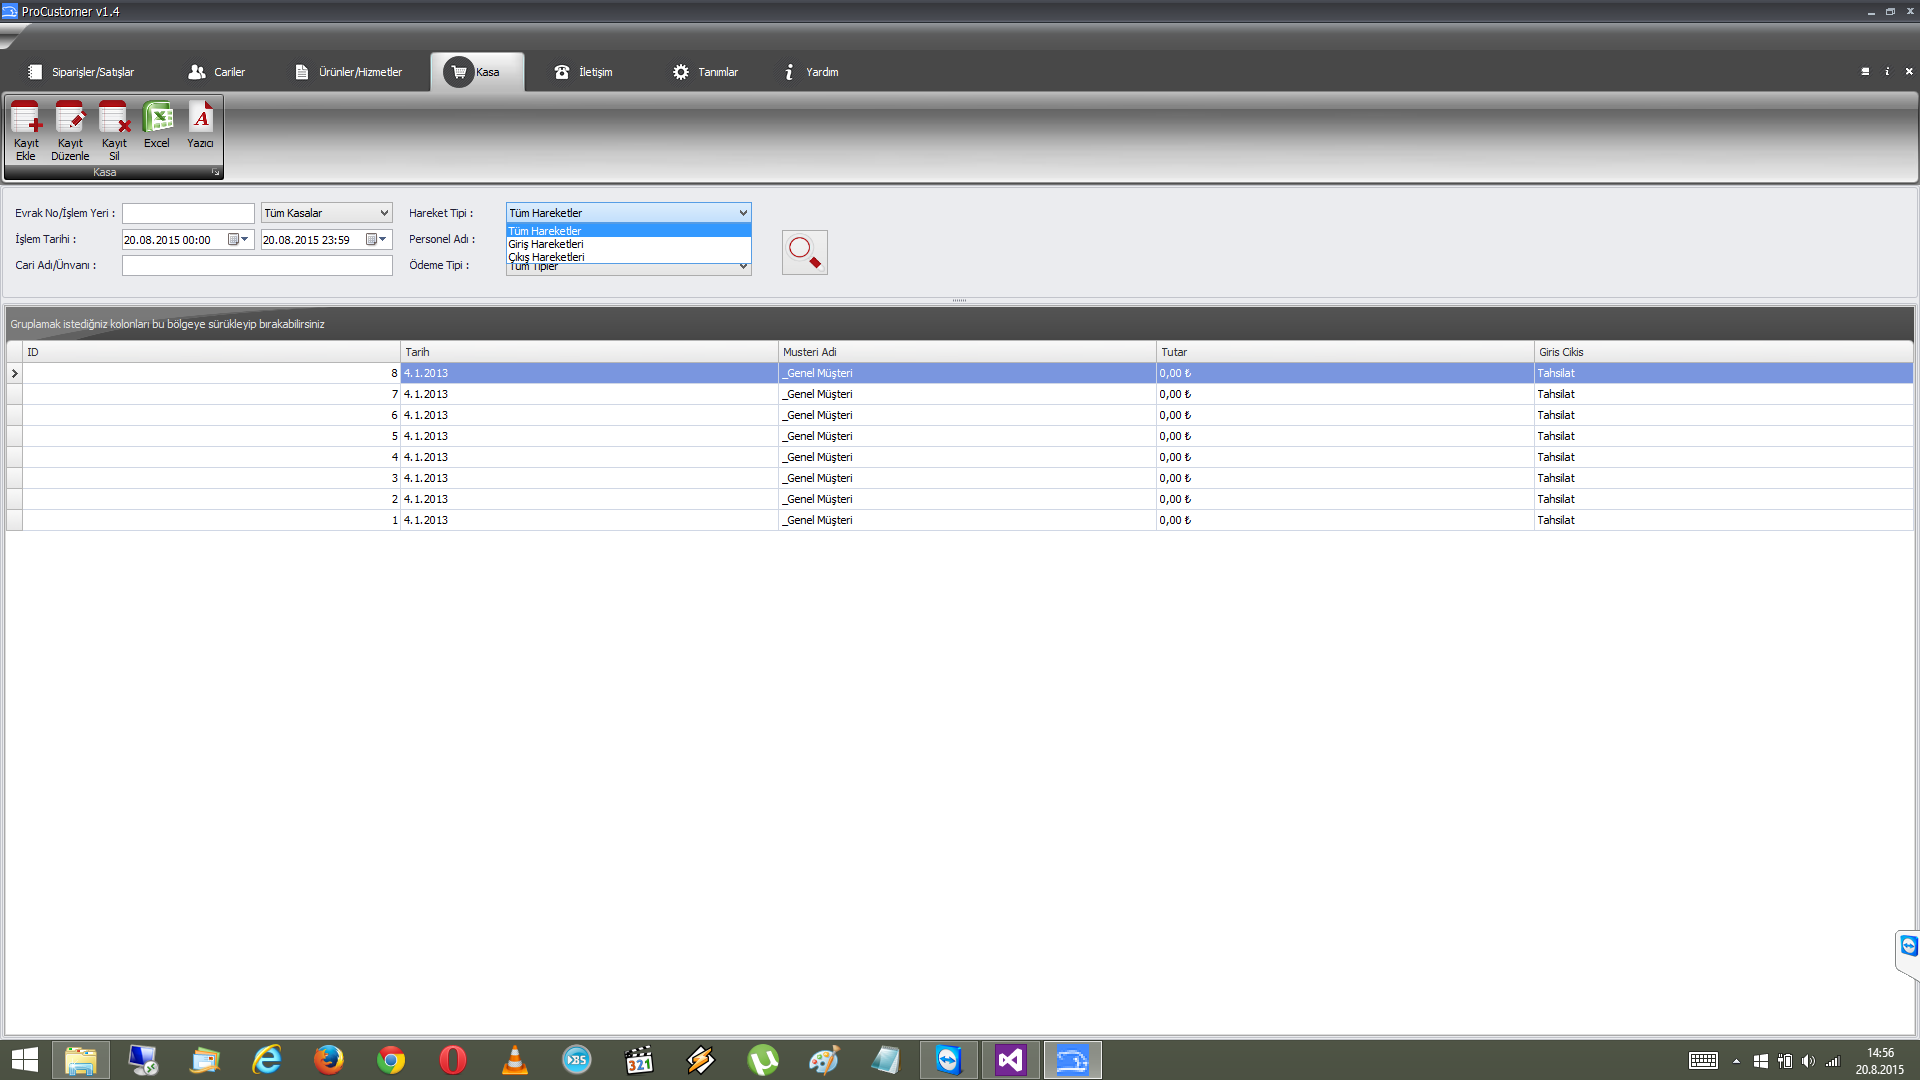 ProCustomer v1.4
Siparişler/Satışlar Cariler Ürünler/Hizmetler Kasa İletişim Tanımlar Yardım
Kayıt Ekle Kayıt Düzenle Kayıt Sil Excel Yazıcı
Kasa
Evrak No/İşlem Yeri : Tüm Kasalar Hareket Tipi : Tüm Hareketler
Tüm Hareketler
İşlem Tarihi : 20.08.2015 00:00 20.08.2015 23:59 Personel Adı : Giriş Hareketleri
Çıkış Hareketleri
Cari Adı/Ünvanı : Ödeme Tipi : Tüm Tipler
Gruplamak istediğniz kolonları bu bölgeye sürükleyip bırakabilirsiniz
ID Tarih Musteri Adi Tutar Giris Cikis
8 4.1.2013 _Genel Müşteri 0,00 ₺ Tahsilat
7 4.1.2013 _Genel Müşteri 0,00 ₺ Tahsilat
6 4.1.2013 _Genel Müşteri 0,00 ₺ Tahsilat
5 4.1.2013 _Genel Müşteri 0,00 ₺ Tahsilat
4 4.1.2013 _Genel Müşteri 0,00 ₺ Tahsilat
3 4.1.2013 _Genel Müşteri 0,00 ₺ Tahsilat
2 4.1.2013 _Genel Müşteri 0,00 ₺ Tahsilat
1 4.1.2013 _Genel Müşteri 0,00 ₺ Tahsilat
BS 321
14:56
20.8.2015